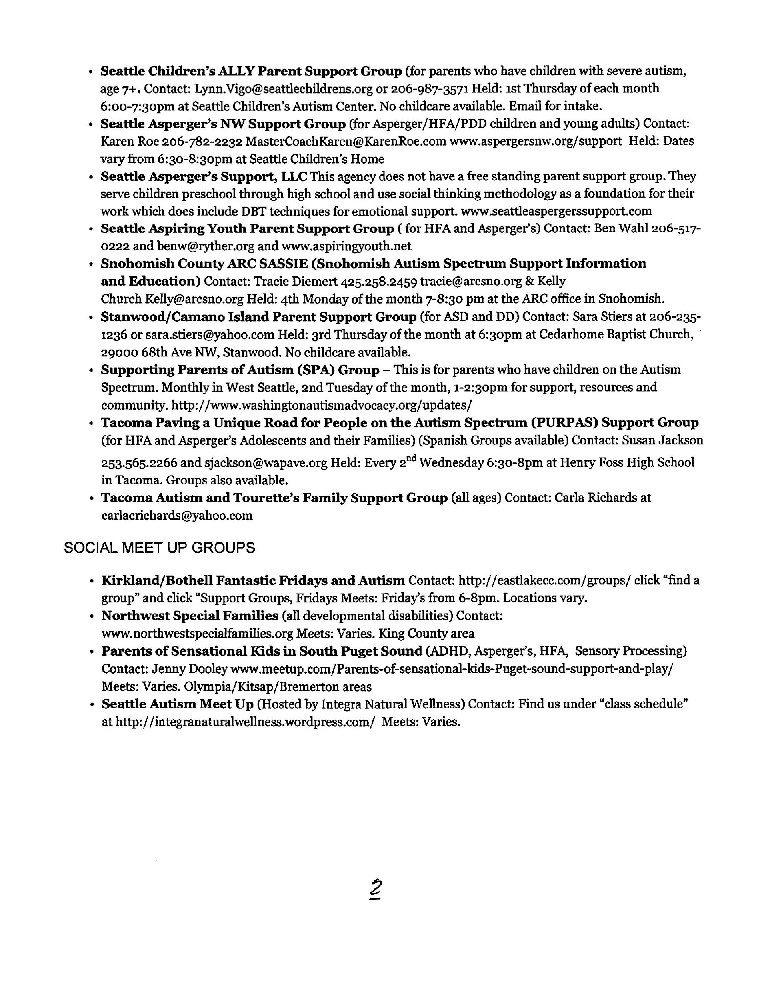 • Seattle Children's ALLY Parent Support Group (for parents who have children with severe autism,
age 7+. Contact: Lynn.Vigo@seattlechildrens.org or 206-987-3571 Held: 1st Thursday of each month
6:00-7:30pm at Seattle Children's Autism Center. No childcare available. Email for intake.
• Seattle Asperger's NW Support Group (for Asperger/HFA/PDD children and young adults) Contact:
Karen Roe 206-782-2232 MasterCoachKaren@KarenRoe.com www.aspergersnw.org/support Held: Dates
vary from 6:30-8:30pm at Seattle Children's Home
• Seattle Asperger's Support, LLC This agency does not have a free standing parent support group. They
serve children preschool through high school and use social thinking methodology as a foundation for their
work which does include DBT techniques for emotional support. www.seattleaspergerssupport.com
• Seattle Aspiring Youth Parent Support Group ( for HFA and Asperger's) Contact: Ben Wahl 206-517-
0222 and benw@ryther.org and www.aspiringyouth.net
• Snohomish County ARC SASSIE (Snohomish Autism Spectrum Support Information
and Education) Contact: Tracie Diemert 425.258.2459 tracie@arcsno.org & Kelly
Church Kelly@arcsno.org Held: 4th Monday of the month 7-8:30 pm at the ARC office in Snohomish.
• Stanwood/Camano Island Parent Support Group (for ASD and DD) Contact: Sara Stiers at 206-235-
1236 or sara.stiers@yahoo.com Held: 3rd Thursday of the month at 6:30pm at Cedarhome Baptist Church,
29000 68th Ave NW, Stanwood. No childcare available.
• Supporting Parents of Autism (SPA) Group – This is for parents who have children on the Autism
Spectrum. Monthly in West Seattle, 2nd Tuesday of the month, 1-2:30pm for support, resources and
community. http://www.washingtonautismadvocacy.org/updates/
• Tacoma Paving a Unique Road for People on the Autism Spectrum (PURPAS) Support Group
(for HFA and Asperger's Adolescents and their Families) (Spanish Groups available) Contact: Susan Jackson
253.565.2266 and sjackson@wapave.org Held: Every 2nd Wednesday 6:30-8pm at Henry Foss High School
in Tacoma. Groups also available.
• Tacoma Autism and Tourette's Family Support Group (all ages) Contact: Carla Richards at
carlacrichards@yahoo.com
SOCIAL MEET UP GROUPS
• Kirkland/Bothell Fantastic Fridays and Autism Contact: http://eastlakecc.com/groups/ click “find a
group” and click “Support Groups, Fridays Meets: Friday's from 6-8pm. Locations vary.
• Northwest Special Families (all developmental disabilities) Contact:
www.northwestspecialfamilies.org Meets: Varies. King County area
• Parents of Sensational Kids in South Puget Sound (ADHD, Asperger's, HFA, Sensory Processing)
Contact: Jenny Dooley www.meetup.com/Parents-of-sensational-kids-Puget-sound-support-and-play/
Meets: Varies. Olympia/Kitsap/Bremerton areas
• Seattle Autism Meet Up (Hosted by Integra Natural Wellness) Contact: Find us under “class schedule”
at http://integranaturalwellness.wordpress.com/ Meets: Varies.
2